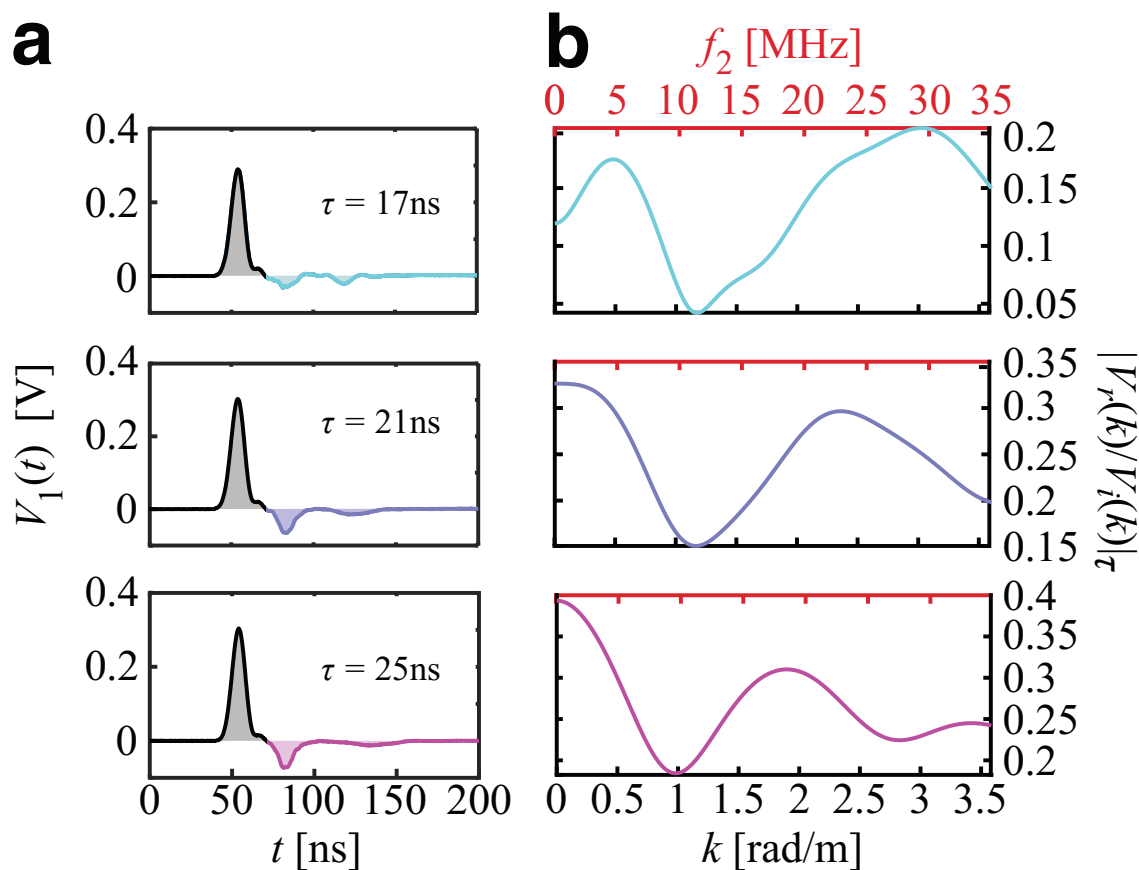 a
V₁(t) [V]
0.4
0.2
0
τ = 17ns
0.4
0.2
0
τ = 21ns
0.4
0.2
0
τ = 25ns
0 50 100 150 200
t [ns]
b
f₂ [MHz]
0 5 10 15 20 25 30 35
0.2
0.15
0.1
0.05
0.35
0.3
0.25
0.2
0.15
0.4
0.35
0.3
0.25
0.2
|Vᵣ(k)/Vᵢ(k)|τ
0 0.5 1 1.5 2 2.5 3 3.5
k [rad/m]